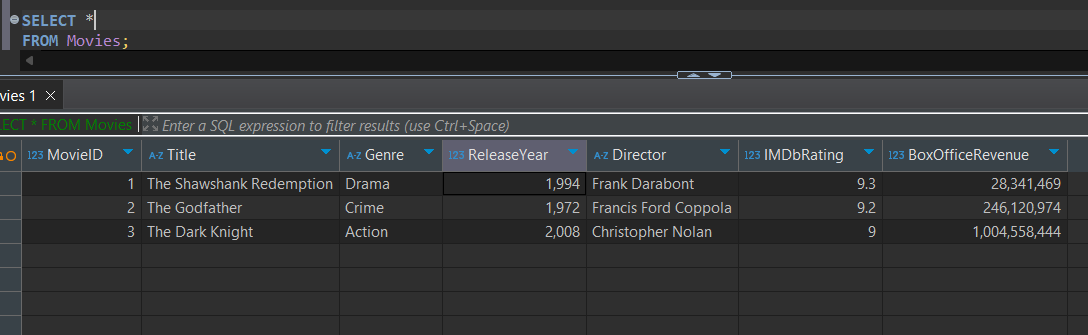 SELECT *
FROM Movies;
vies 1
LECT * FROM Movies Enter a SQL expression to filter results (use Ctrl+Space)
123 MovieID A-Z Title A-Z Genre 123 ReleaseYear A-Z Director 123 IMDbRating 123 BoxOfficeRevenue
1 The Shawshank Redemption Drama 1,994 Frank Darabont 9.3 28,341,469
2 The Godfather Crime 1,972 Francis Ford Coppola 9.2 246,120,974
3 The Dark Knight Action 2,008 Christopher Nolan 9 1,004,558,444